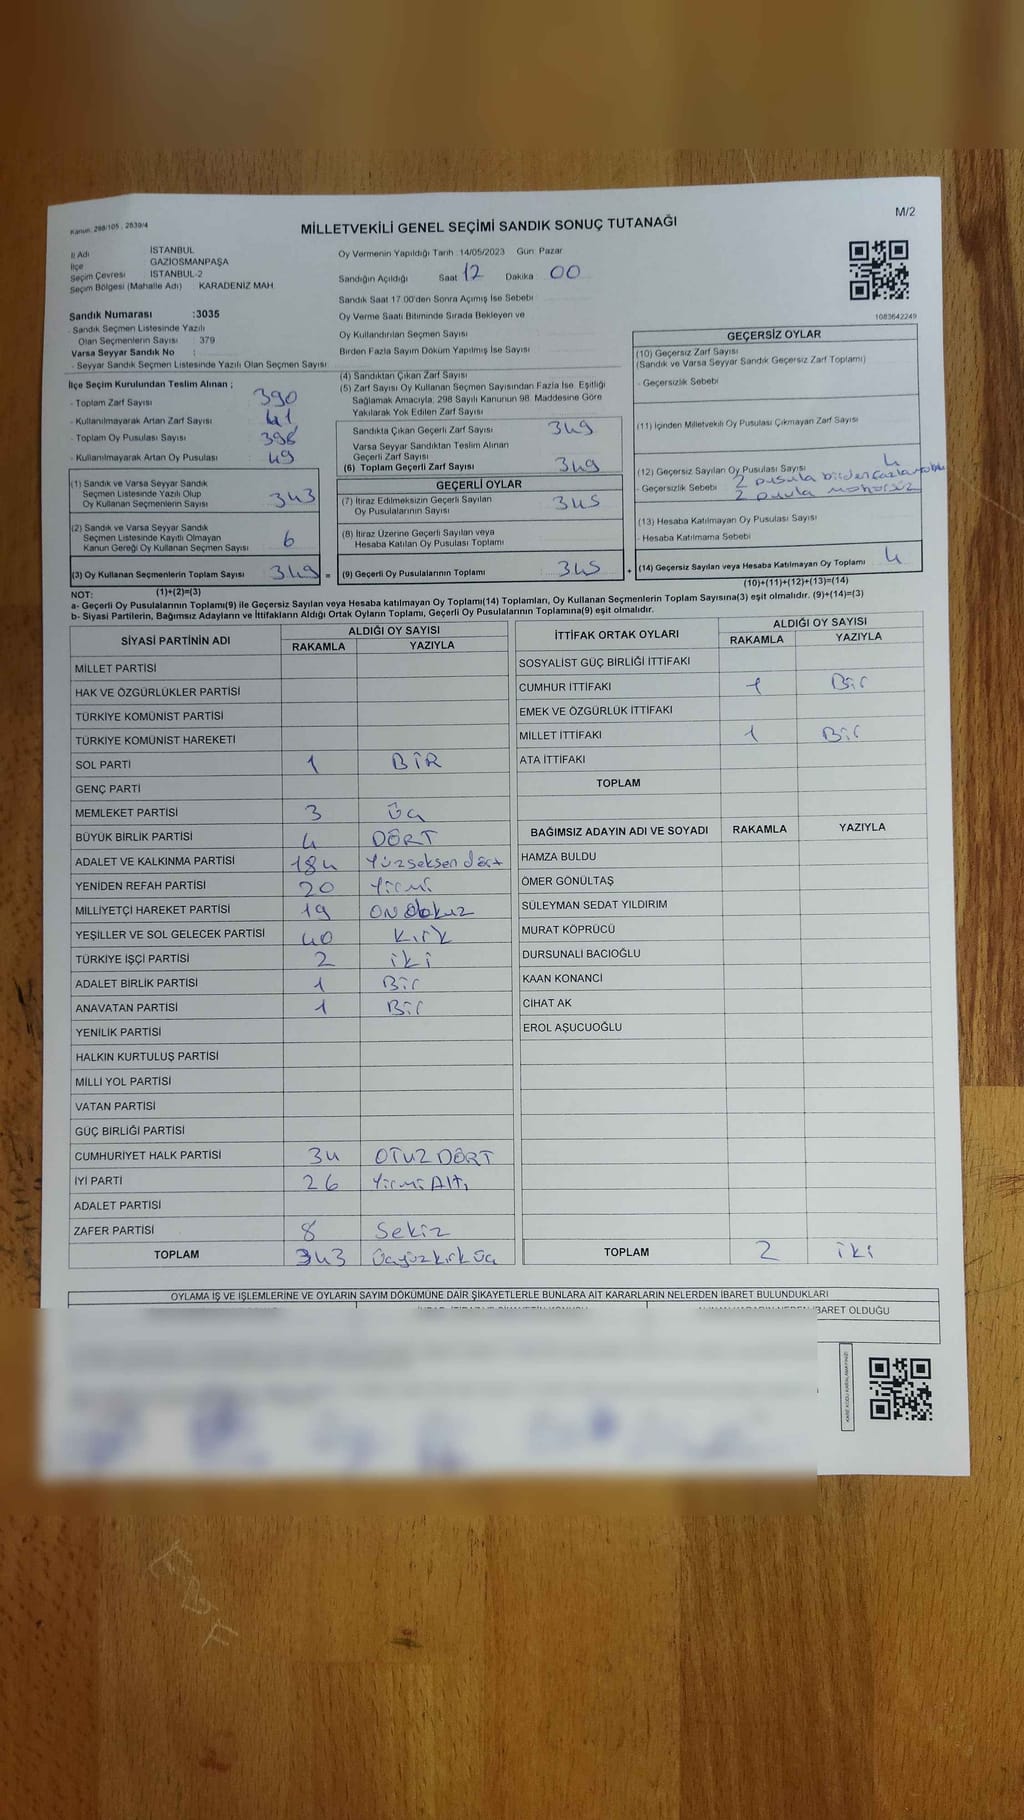 Kanun: 298/105 , 2839/4
M/2
MİLLETVEKİLİ GENEL SEÇİMİ SANDIK SONUÇ TUTANAĞI
İl Adı İSTANBUL
İlçe GAZİOSMANPAŞA
Seçim Çevresi İSTANBUL-2
Seçim Bölgesi (Mahalle Adı) KARADENİZ MAH.
Sandık Numarası :3035
- Sandık Seçmen Listesinde Yazılı
Olan Seçmenlerin Sayısı : 379
Varsa Seyyar Sandık No :
- Seyyar Sandık Seçmen Listesinde Yazılı Olan Seçmen Sayısı
Oy Vermenin Yapıldığı Tarih :14/05/2023 Gün: Pazar
Sandığın Açıldığı Saat 12 Dakika 00
Sandık Saat 17.00'den Sonra Açımış İse Sebebi
Oy Verme Saati Bitiminde Sırada Bekleyen ve
Oy Kullandırılan Seçmen Sayısı
Birden Fazla Sayım Döküm Yapılmış İse Sayısı
1083642249
İlçe Seçim Kurulundan Teslim Alınan ;
- Toplam Zarf Sayısı 390
- Kullanılmayarak Artan Zarf Sayısı 41
- Toplam Oy Pusulası Sayısı 398
- Kullanılmayarak Artan Oy Pusulası 49
(1) Sandık ve Varsa Seyyar Sandık
Seçmen Listesinde Yazılı Olup
Oy Kullanan Seçmenlerin Sayısı 343
(2) Sandık ve Varsa Seyyar Sandık
Seçmen Listesinde Kayıtlı Olmayan
Kanun Gereği Oy Kullanan Seçmen Sayısı 6
(3) Oy Kullanan Seçmenlerin Toplam Sayısı 349 =
(1)+(2)=(3)
(4) Sandıktan Çıkan Zarf Sayısı
(5) Zarf Sayısı Oy Kullanan Seçmen Sayısından Fazla İse, Eşitliği
Sağlamak Amacıyla; 298 Sayılı Kanunun 98. Maddesine Göre
Yakılarak Yok Edilen Zarf Sayısı
Sandıkta Çıkan Geçerli Zarf Sayısı 349
Varsa Seyyar Sandıktan Teslim Alınan
Geçerli Zarf Sayısı
(6) Toplam Geçerli Zarf Sayısı 349
GEÇERLİ OYLAR
(7) İtiraz Edilmeksizin Geçerli Sayılan
Oy Pusulalarının Sayısı : 345
(8) İtiraz Üzerine Geçerli Sayılan veya
Hesaba Katılan Oy Pusulası Toplamı
(9) Geçerli Oy Pusulalarının Toplamı : 345 +
GEÇERSİZ OYLAR
(10) Geçersiz Zarf Sayısı
(Sandık ve Varsa Seyyar Sandık Geçersiz Zarf Toplamı)
- Geçersizlik Sebebi
(11) İçinden Milletvekili Oy Pusulası Çıkmayan Zarf Sayısı
(12) Geçersiz Sayılan Oy Pusulası Sayısı 4
- Geçersizlik Sebebi 2 pusula birden fazla
2 pusula mühürsüz
(13) Hesaba Katılmayan Oy Pusulası Sayısı
- Hesaba Katılmama Sebebi
(14) Geçersiz Sayılan veya Hesaba Katılmayan Oy Toplamı 4
(10)+(11)+(12)+(13)=(14)
NOT:
a- Geçerli Oy Pusulalarının Toplamı(9) ile Geçersiz Sayılan veya Hesaba katılmayan Oy Toplamı(14) Toplamları, Oy Kullanan Seçmenlerin Toplam Sayısına(3) eşit olmalıdır. (9)+(14)=(3)
b- Siyasi Partilerin, Bağımsız Adayların ve İttifakların Aldığı Ortak Oyların Toplamı, Geçerli Oy Pusulalarının Toplamına(9) eşit olmalıdır.
SİYASİ PARTİNİN ADI ALDIĞI OY SAYISI
RAKAMLA YAZIYLA
MİLLET PARTİSİ
HAK VE ÖZGÜRLÜKLER PARTİSİ
TÜRKİYE KOMÜNİST PARTİSİ
TÜRKİYE KOMÜNİST HAREKETİ
SOL PARTİ 1 BİR
GENÇ PARTİ
MEMLEKET PARTİSİ 3 Üç
BÜYÜK BİRLİK PARTİSİ 4 DÖRT
ADALET VE KALKINMA PARTİSİ 184 Yüzseksen dört
YENİDEN REFAH PARTİSİ 20 Yirmi
MİLLİYETÇİ HAREKET PARTİSİ 19 ON dokuz
YEŞİLLER VE SOL GELECEK PARTİSİ 40 Kırk
TÜRKİYE İŞÇİ PARTİSİ 2 iki
ADALET BİRLİK PARTİSİ 1 Bir
ANAVATAN PARTİSİ 1 Bir
YENİLİK PARTİSİ
HALKIN KURTULUŞ PARTİSİ
MİLLİ YOL PARTİSİ
VATAN PARTİSİ
GÜÇ BİRLİĞİ PARTİSİ
CUMHURİYET HALK PARTİSİ 34 OTUZ DÖRT
İYİ PARTİ 26 Yirmi Altı
ADALET PARTİSİ
ZAFER PARTİSİ 8 Sekiz
TOPLAM 343 Üçyüzkırk üç
İTTİFAK ORTAK OYLARI ALDIĞI OY SAYISI
RAKAMLA YAZIYLA
SOSYALİST GÜÇ BİRLİĞİ İTTİFAKI
CUMHUR İTTİFAKI 1 Bir
EMEK VE ÖZGÜRLÜK İTTİFAKI
MİLLET İTTİFAKI 1 Bir
ATA İTTİFAKI
TOPLAM
BAĞIMSIZ ADAYIN ADI VE SOYADI RAKAMLA YAZIYLA
HAMZA BULDU
ÖMER GÖNÜLTAŞ
SÜLEYMAN SEDAT YILDIRIM
MURAT KÖPRÜCÜ
DURSUNALİ BACIOĞLU
KAAN KONANCİ
CİHAT AK
EROL AŞUCUOĞLU
TOPLAM 2 iki
OYLAMA İŞ VE İŞLEMLERİNE VE OYLARIN SAYIM DÖKÜMÜNE DAİR ŞİKAYETLERLE BUNLARA AİT KARARLARIN NELERDEN İBARET BULUNDUKLARI
İBARET OLDUĞU
KARE KODU KARALAMAYINIZ!
EDF